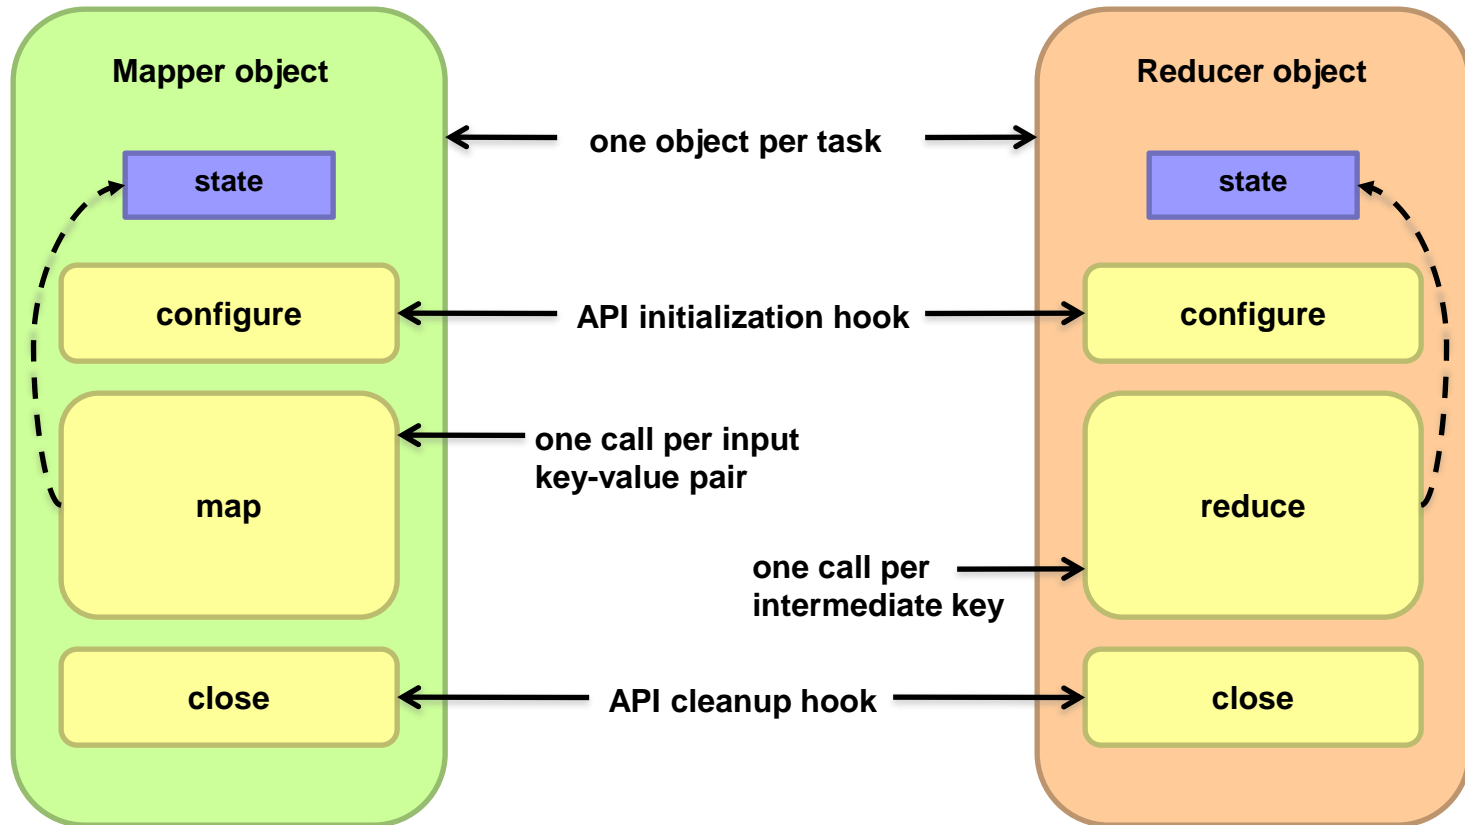 Mapper object
Reducer object
one object per task
state
state
configure
API initialization hook
configure
one call per input
key-value pair
map
reduce
one call per
intermediate key
close
API cleanup hook
close